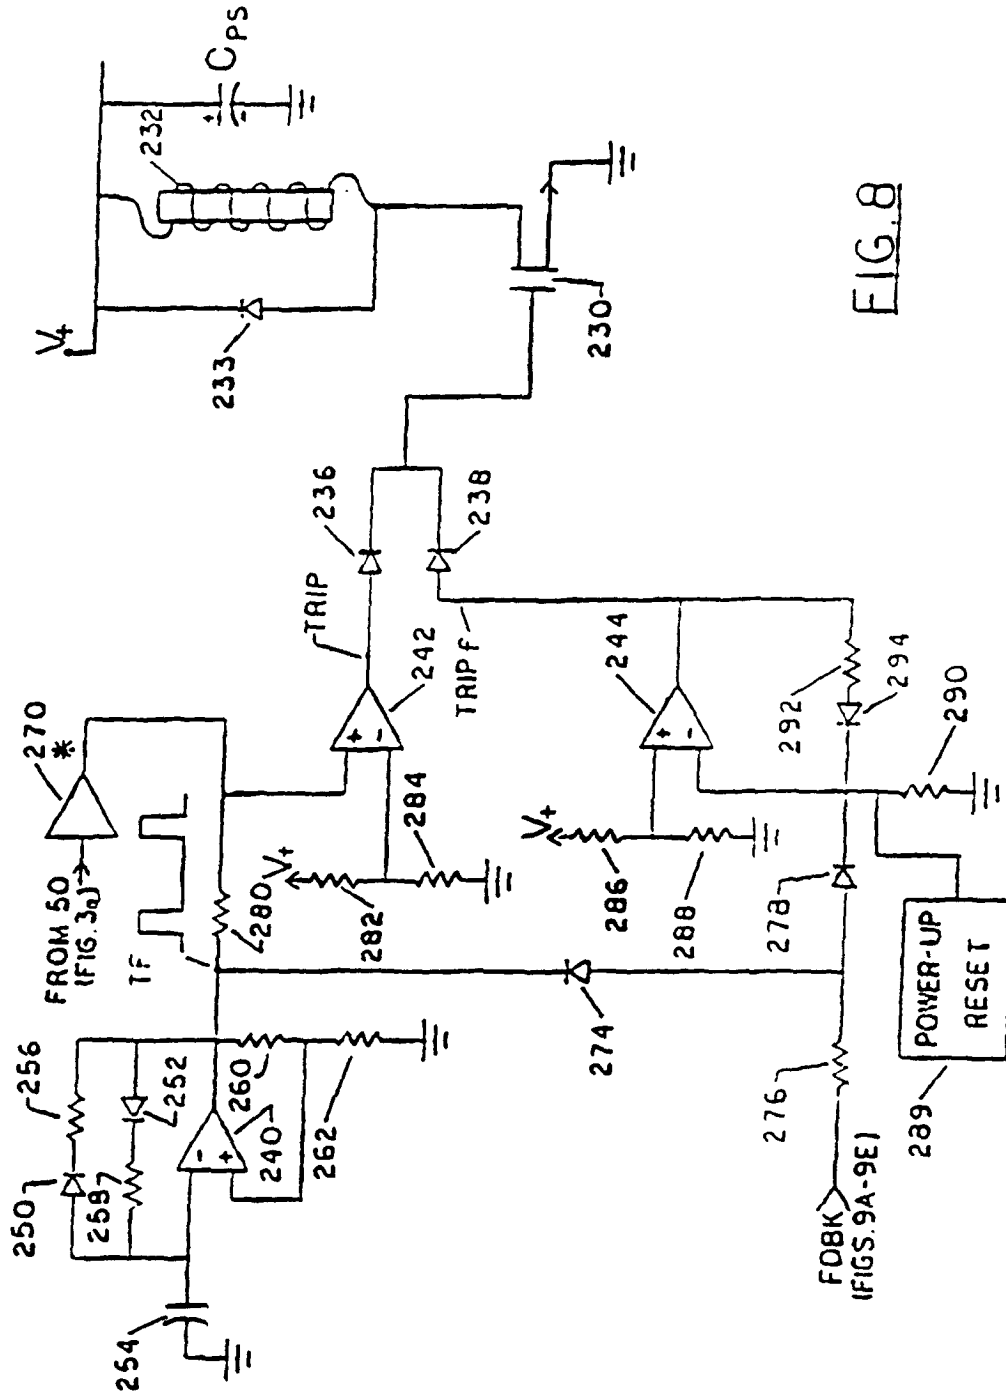 V+
C PS
232
233
230
FIG. 8
236
238
TRIP
TRIP f
242
244
270
*
FROM 50
(FIG. 3a)
TF
280
V+
282
284
V+
286
288
292
294
290
278
274
276
POWER-UP
RESET
289
FDBK
(FIGS. 9A-9E)
256
252
250
258
260
240
262
254
+
-
+
-
-
+
+
-